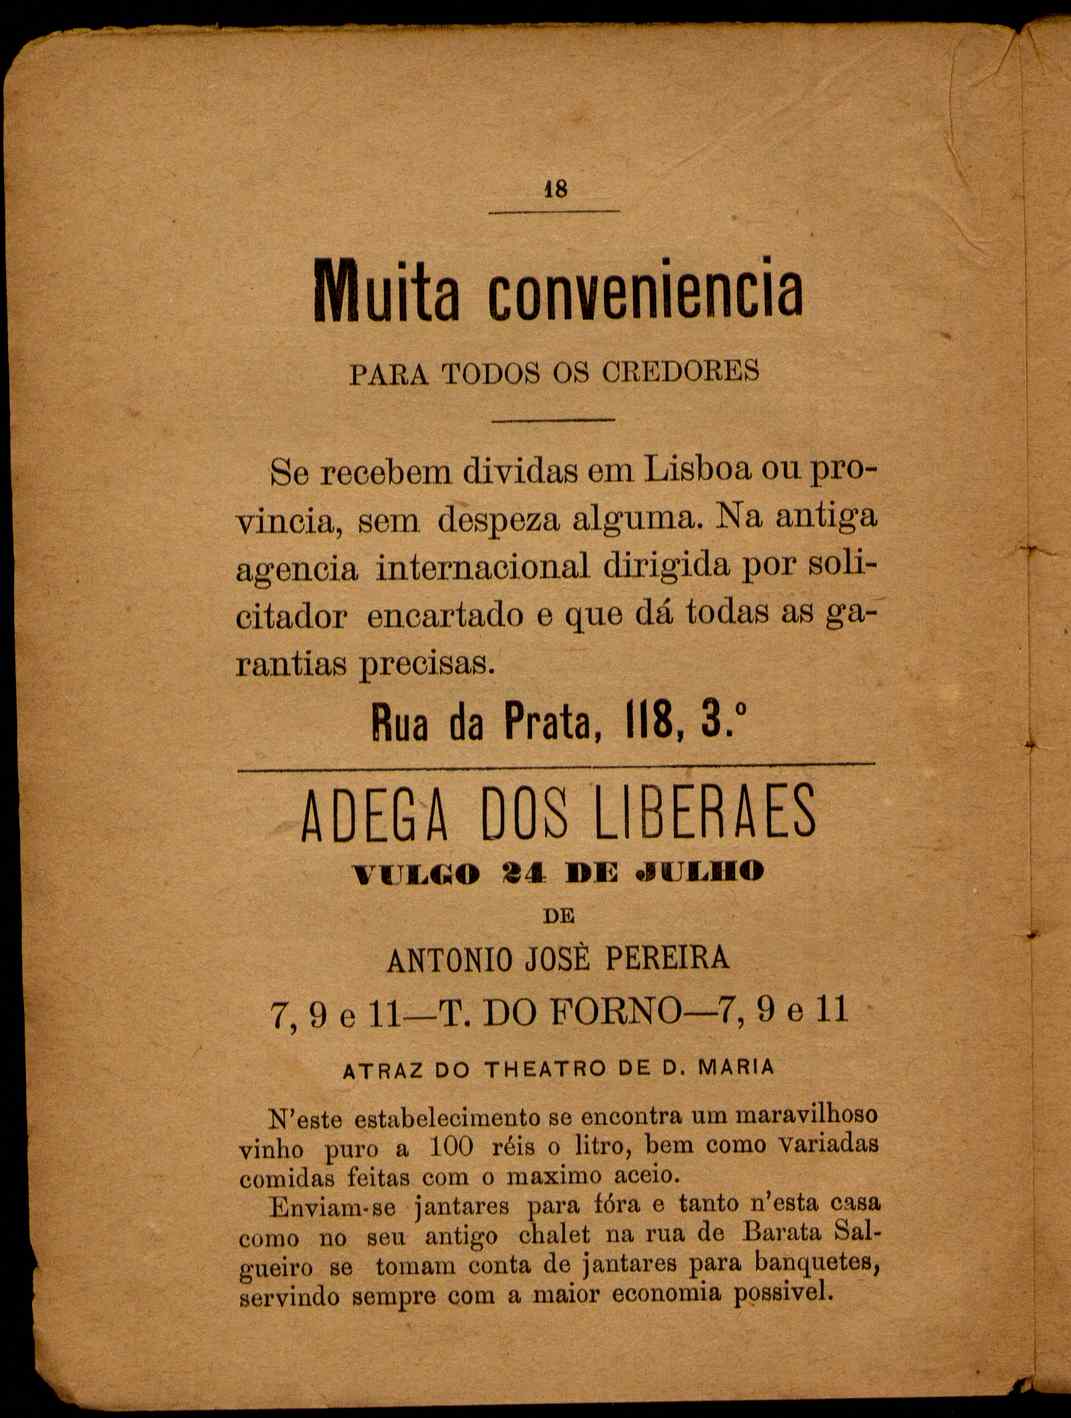 18
Muita conveniencia
PARA TODOS OS CREDORES
Se recebem dividas em Lisboa ou pro-
vincia, sem despeza alguma. Na antiga
agencia internacional dirigida por soli-
citador encartado e que dá todas as ga-
rantias precisas.
Rua da Prata, 118, 3.º
ADEGA DOS LIBERAES
VULGO 24 DE JULHO
DE
ANTONIO JOSÈ PEREIRA
7, 9 e 11—T. DO FORNO—7, 9 e 11
ATRAZ DO THEATRO DE D. MARIA
N'este estabelecimento se encontra um maravilhoso
vinho puro a 100 réis o litro, bem como variadas
comidas feitas com o maximo aceio.
Enviam-se jantares para fóra e tanto n'esta casa
como no seu antigo chalet na rua de Barata Sal-
gueiro se tomam conta de jantares para banquetes,
servindo sempre com a maior economia possivel.